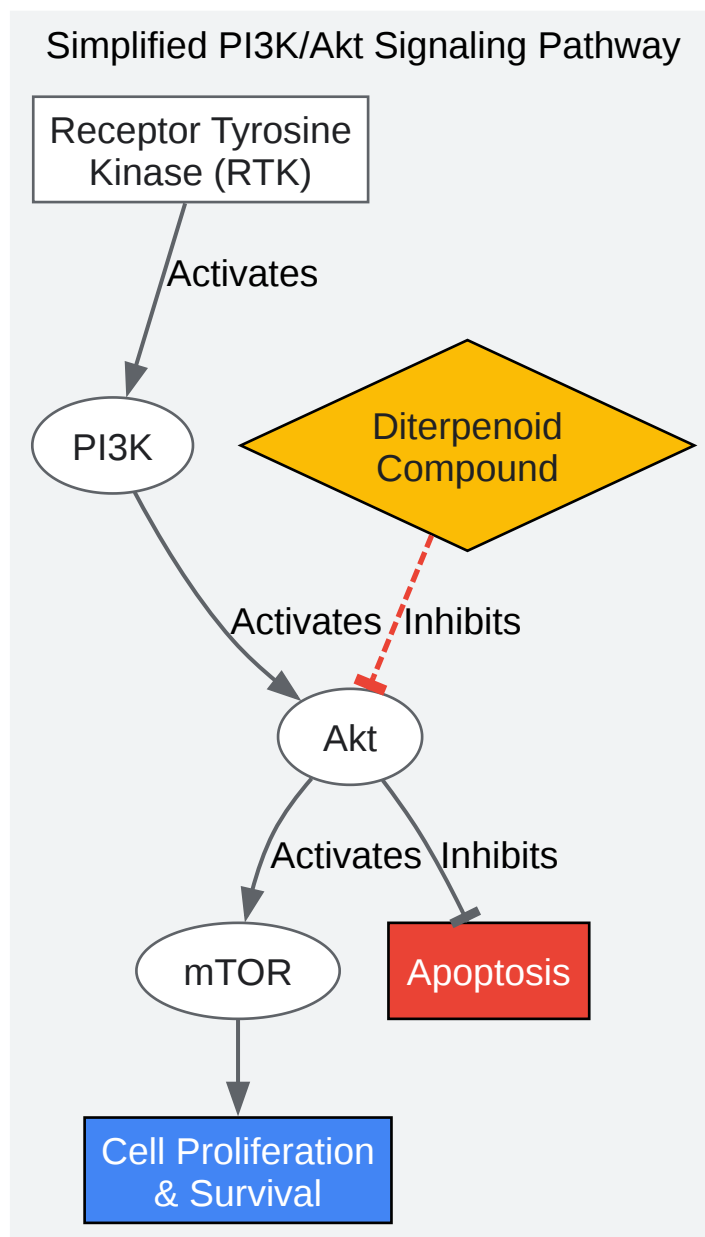 Simplified PI3K/Akt Signaling Pathway
Receptor Tyrosine
Kinase (RTK)
Activates
PI3K
Diterpenoid
Compound
Activates
Inhibits
Akt
Activates
Inhibits
mTOR
Apoptosis
Cell Proliferation
& Survival